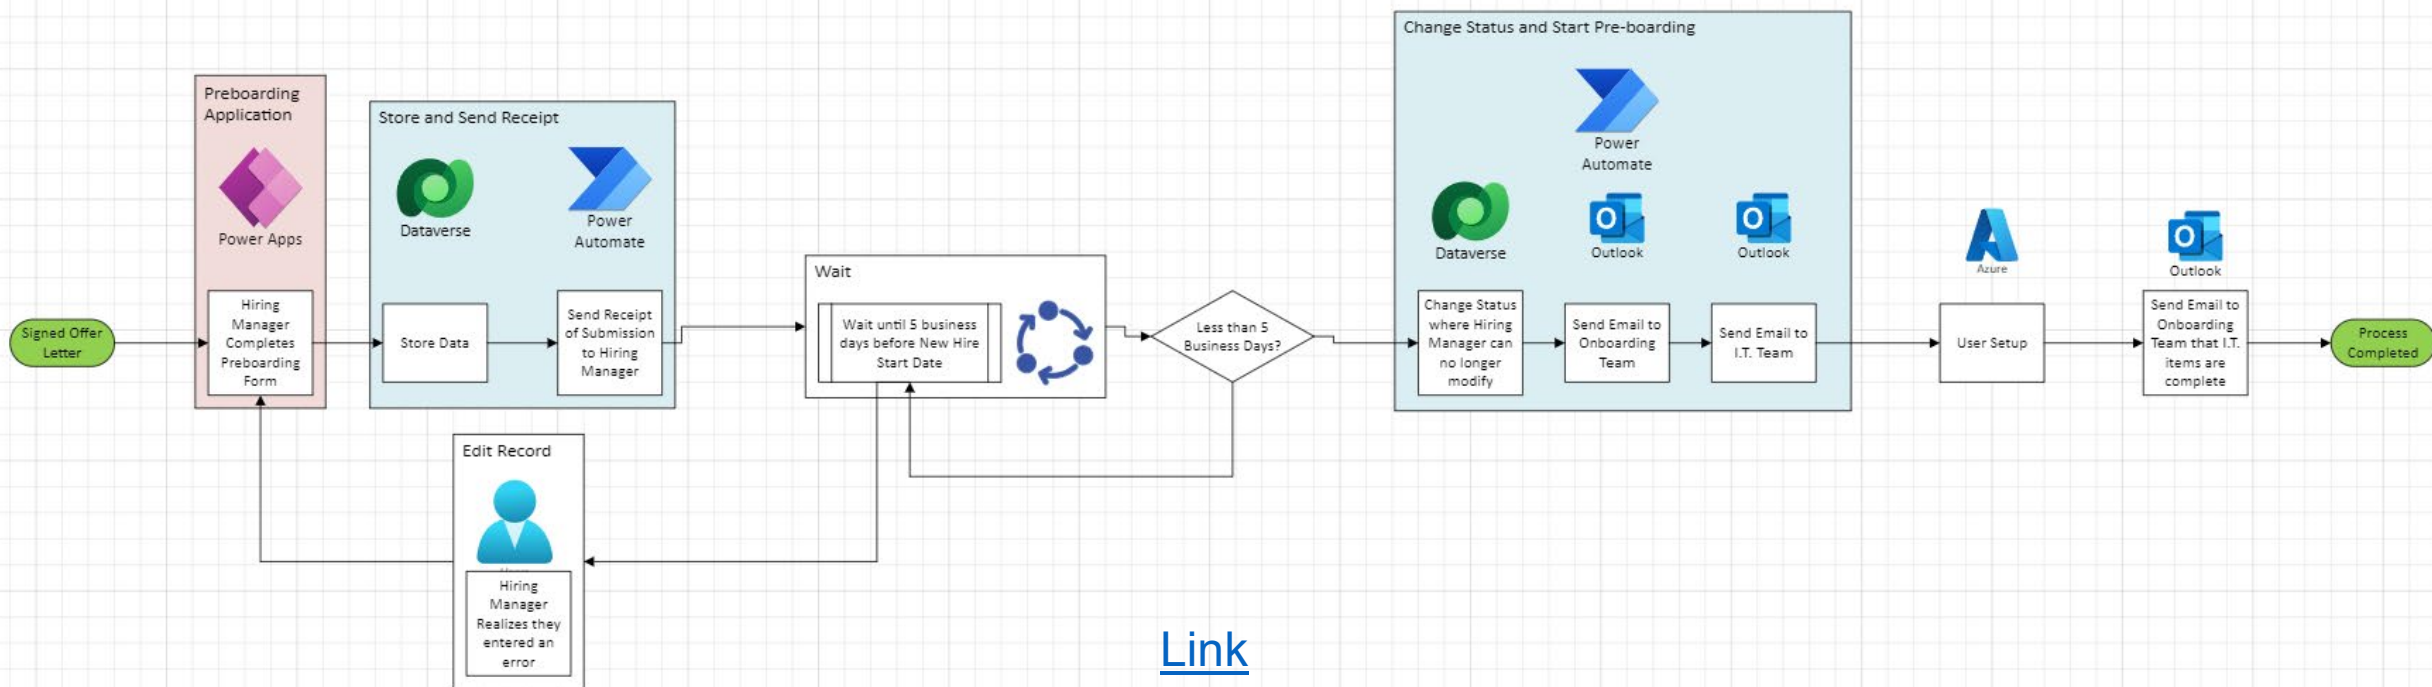 Change Status and Start Pre-boarding
Preboarding
Application
Store and Send Receipt
Power
Automate
Power Apps
Dataverse
Power
Automate
Dataverse
Outlook
Outlook
Azure
Outlook
Wait
Signed Offer
Letter
Hiring
Manager
Completes
Preboarding
Form
Store Data
Send Receipt
of Submission
to Hiring
Manager
Wait until 5 business
days before New Hire
Start Date
Less than 5
Business Days?
Change Status
where Hiring
Manager can
no longer
modify
Send Email to
Onboarding
Team
Send Email to
I.T. Team
User Setup
Send Email to
Onboarding
Team that I.T.
items are
complete
Process
Completed
Edit Record
Hiring
Manager
Realizes they
entered an
error
Link